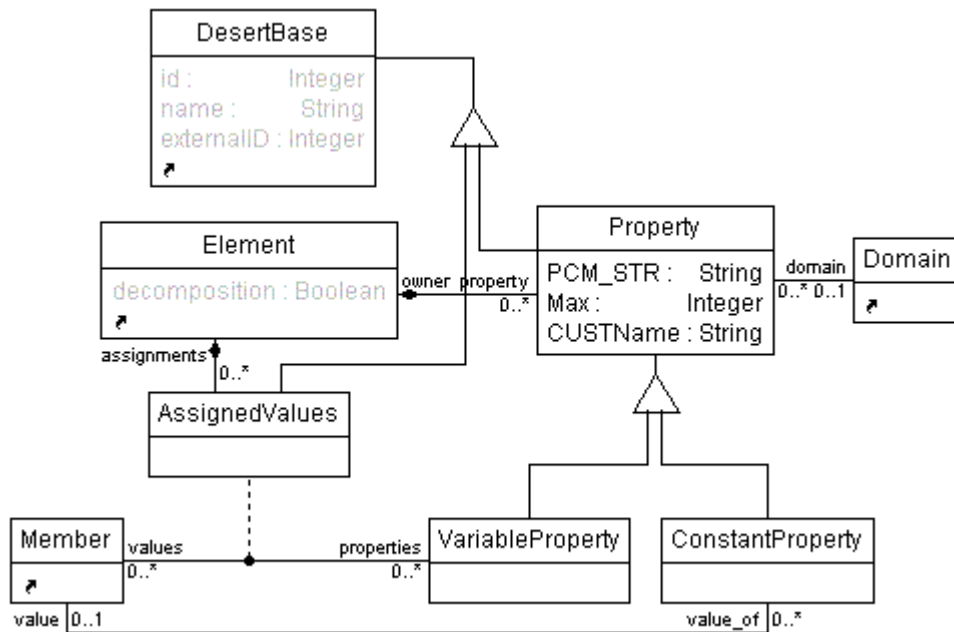 DesertBase
id : Integer
name : String
externalID : Integer
Element
decomposition : Boolean
Property
PCM_STR : String
Max : Integer
CUSTName : String
Domain
owner property
0..*
domain
0..* 0..1
assignments
0..*
AssignedValues
Member
values
0..*
properties
0..*
VariableProperty
ConstantProperty
value 0..1
value_of 0..*